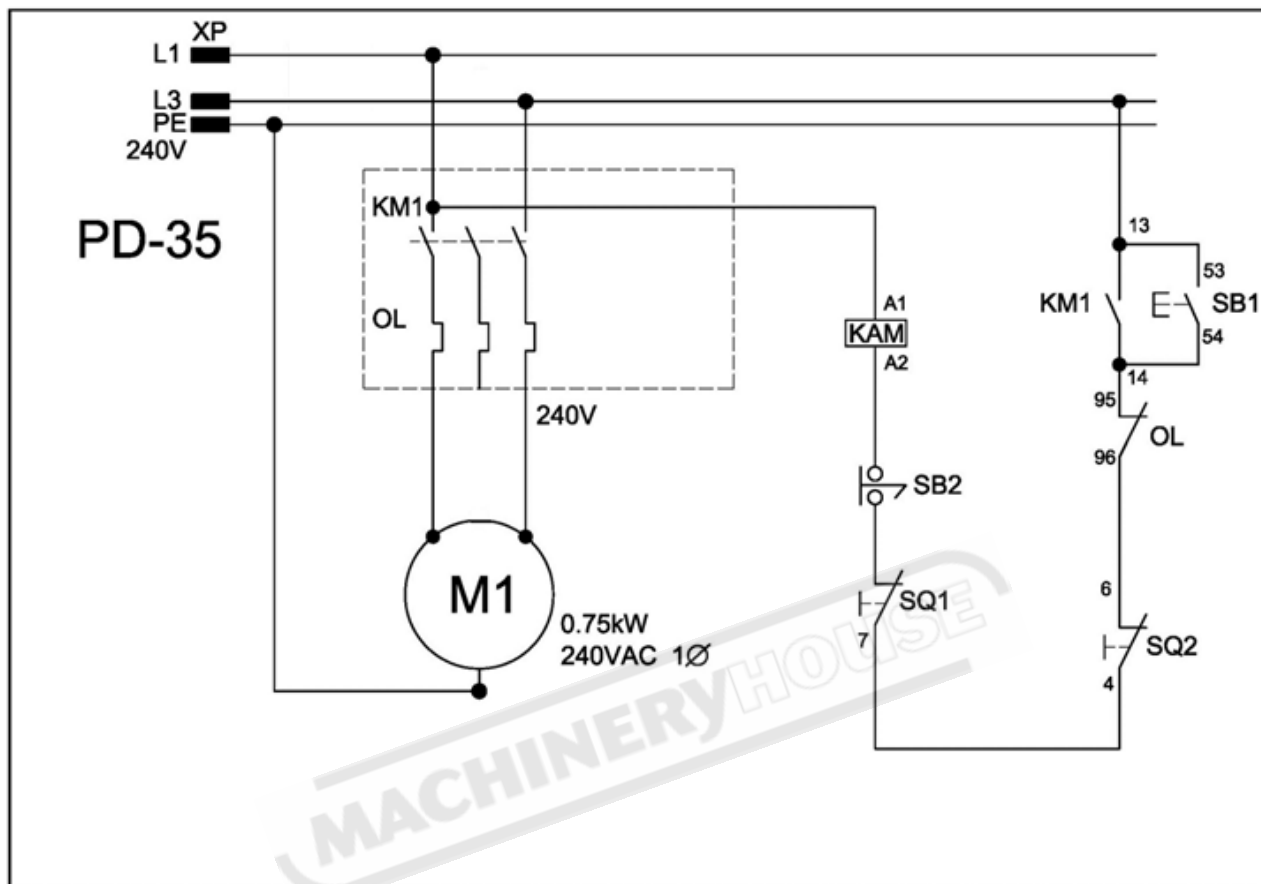 XP
L1
L3
PE
240V
PD-35
KM1
OL
240V
M1
0.75kW
240VAC 1Ø
A1
KAM
A2
SB2
SQ1
7
13
53
KM1
SB1
54
14
95
OL
96
6
SQ2
4
MACHINERYHOUSE